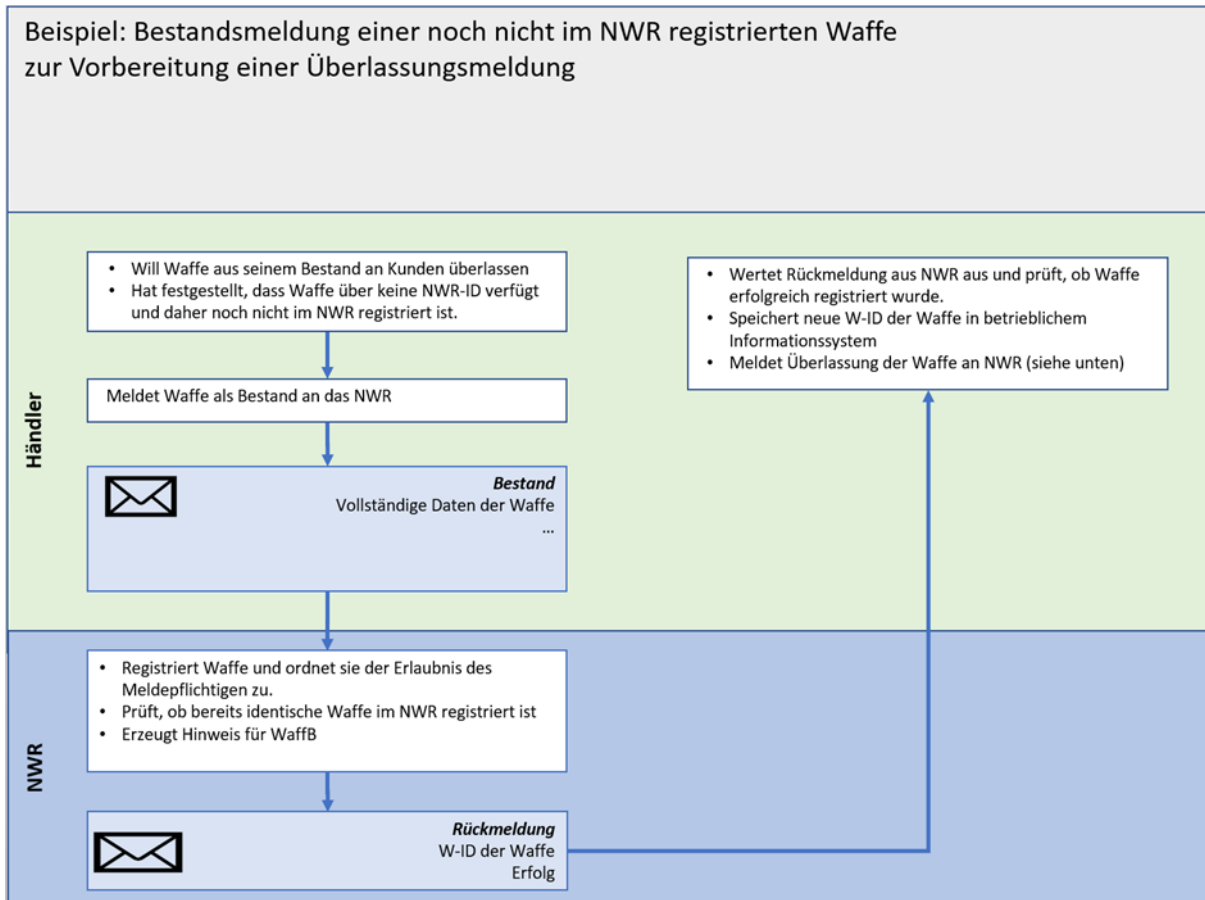 Beispiel: Bestandsmeldung einer noch nicht im NWR registrierten Waffe
zur Vorbereitung einer Überlassungsmeldung
Händler
• Will Waffe aus seinem Bestand an Kunden überlassen
• Hat festgestellt, dass Waffe über keine NWR-ID verfügt
und daher noch nicht im NWR registriert ist.
Meldet Waffe als Bestand an das NWR
Bestand
Vollständige Daten der Waffe
...
NWR
• Registriert Waffe und ordnet sie der Erlaubnis des
Meldepflichtigen zu.
• Prüft, ob bereits identische Waffe im NWR registriert ist
• Erzeugt Hinweis für WaffB
Rückmeldung
W-ID der Waffe
Erfolg
• Wertet Rückmeldung aus NWR aus und prüft, ob Waffe
erfolgreich registriert wurde.
• Speichert neue W-ID der Waffe in betrieblichem
Informationssystem
• Meldet Überlassung der Waffe an NWR (siehe unten)